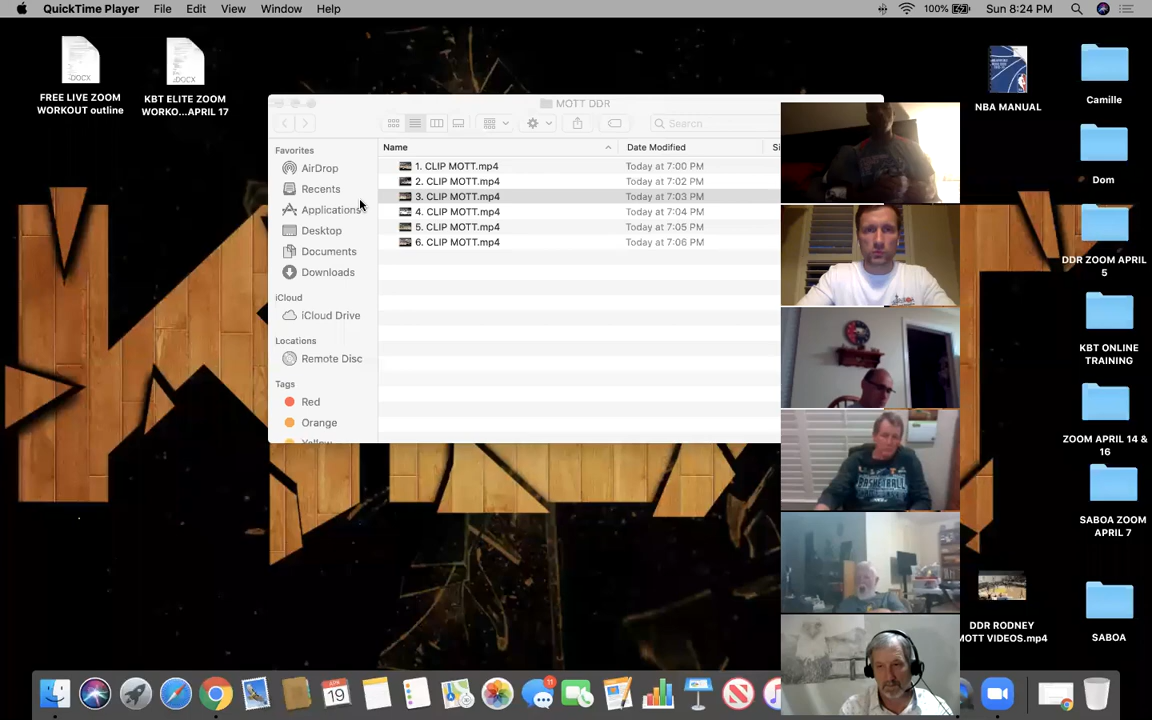 QuickTime Player File Edit View Window Help 100% Sun 8:24 PM
FREE LIVE ZOOM
WORKOUT outline
KBT ELITE ZOOM
WORKO...APRIL 17
MOTT DDR
Search
Name Date Modified
1. CLIP MOTT.mp4 Today at 7:00 PM
2. CLIP MOTT.mp4 Today at 7:02 PM
3. CLIP MOTT.mp4 Today at 7:03 PM
4. CLIP MOTT.mp4 Today at 7:04 PM
5. CLIP MOTT.mp4 Today at 7:05 PM
6. CLIP MOTT.mp4 Today at 7:06 PM
Favorites
AirDrop
Recents
Applications
Desktop
Documents
Downloads
iCloud
iCloud Drive
Locations
Remote Disc
Tags
Red
Orange
Yellow
NBA MANUAL
Camille
Dom
DDR ZOOM APRIL
5
KBT ONLINE
TRAINING
ZOOM APRIL 14 &
16
SABOA ZOOM
APRIL 7
DDR RODNEY
MOTT VIDEOS.mp4
SABOA
DOCX
DOCX
BASKETBALL
19
11